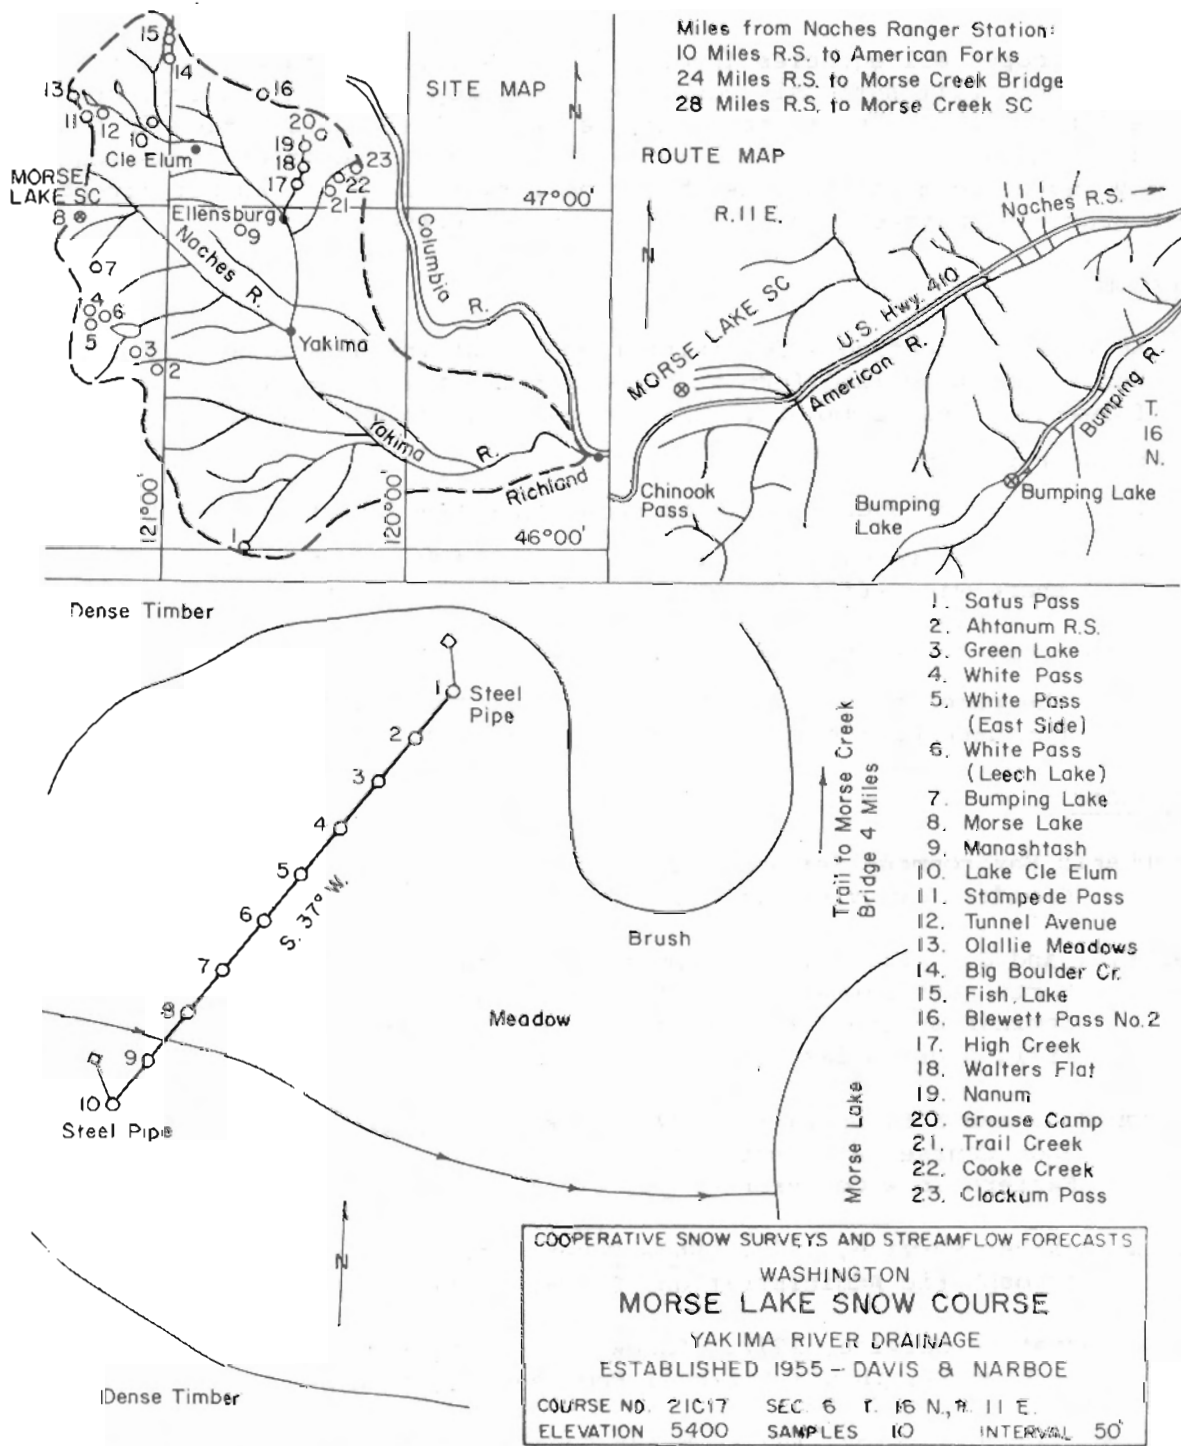 Miles from Naches Ranger Station:
10 Miles R.S. to American Forks
24 Miles R.S. to Morse Creek Bridge
28 Miles R.S. to Morse Creek SC
SITE MAP
N
15
14
13
16
11
12
10
20
19
23
18
22
17
21
Cle Elum
MORSE
LAKE SC
8
Ellensburg
9
47°00'
Naches R.
Columbia R.
7
4
6
5
Yakima
3
2
Yakima R.
Richland
121°00'
120°00'
1
46°00'
ROUTE MAP
N
R.11 E.
Naches R.S.
MORSE LAKE SC
U.S. Hwy. 410
American R.
Bumping R.
T.
16
N.
Chinook
Pass
Bumping
Lake
Bumping Lake
Dense Timber
1
Steel
Pipe
2
3
4
5
S. 37° W.
6
7
8
9
10
Steel Pipe
Brush
Meadow
Trail to Morse Creek
Bridge 4 Miles
Morse Lake
N
Dense Timber
1. Satus Pass
2. Ahtanum R.S.
3. Green Lake
4. White Pass
5. White Pass
(East Side)
6. White Pass
(Leech Lake)
7. Bumping Lake
8. Morse Lake
9. Manashtash
10. Lake Cle Elum
11. Stampede Pass
12. Tunnel Avenue
13. Olallie Meadows
14. Big Boulder Cr.
15. Fish Lake
16. Blewett Pass No.2
17. High Creek
18. Walters Flat
19. Nanum
20. Grouse Camp
21. Trail Creek
22. Cooke Creek
23. Clockum Pass
COOPERATIVE SNOW SURVEYS AND STREAMFLOW FORECASTS
WASHINGTON
MORSE LAKE SNOW COURSE
YAKIMA RIVER DRAINAGE
ESTABLISHED 1955 – DAVIS & NARBOE
COURSE NO. 21C17 SEC. 6 T. 16 N., R. 11 E.
ELEVATION 5400 SAMPLES 10 INTERVAL 50'